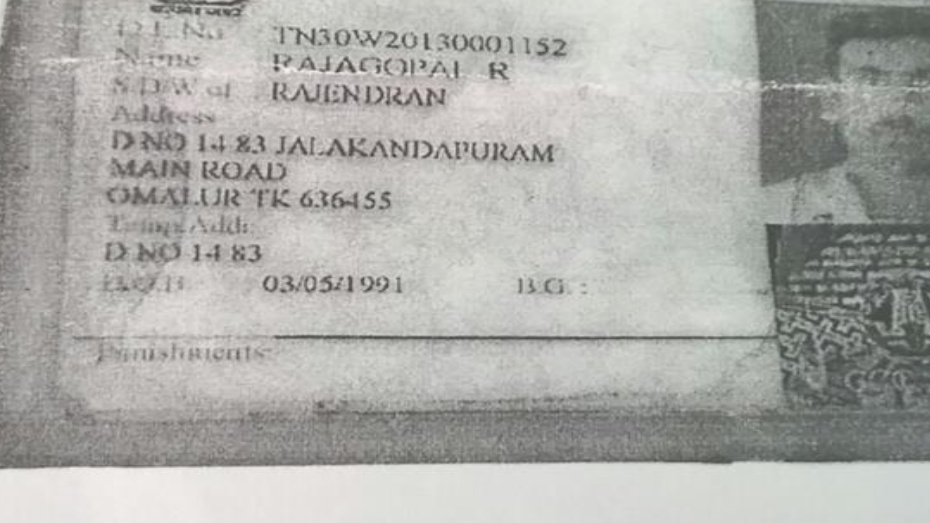 D.L.No TN30W20130001152
Name RAJAGOPAL R
S/D/W of RAJENDRAN
Address
D NO 14 83 JALAKANDAPURAM
MAIN ROAD
OMALUR TK 636455
Temp.Addr:
D NO 14 83
D.O.B 03/05/1991 B.G. :
Punishments: